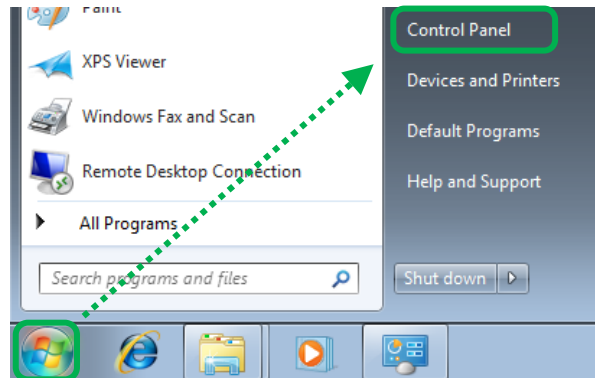 Paint
XPS Viewer
Windows Fax and Scan
Remote Desktop Connection
All Programs
Search programs and files
Control Panel
Devices and Printers
Default Programs
Help and Support
Shut down